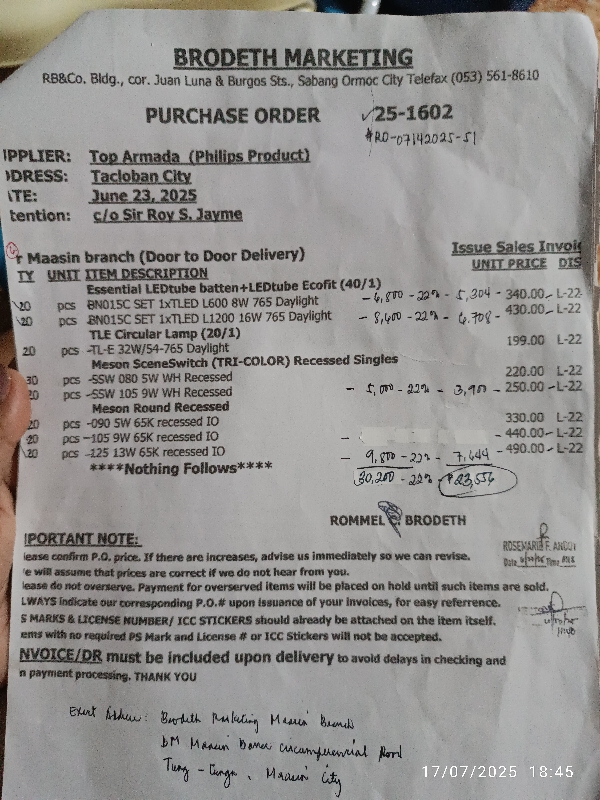 BRODETH MARKETING
RB&Co. Bldg., cor. Juan Luna & Burgos Sts., Sabang Ormoc City Telefax (053) 561-8610
PURCHASE ORDER ✓25-1602
#RO-07142025-51
IPPLIER: Top Armada (Philips Product)
DRESS: Tacloban City
TE: June 23, 2025
tention: c/o Sir Roy S. Jayme
r Maasin branch (Door to Door Delivery) Issue Sales Invoi
TY UNIT ITEM DESCRIPTION UNIT PRICE DIS
Essential LEDtube batten+LEDtube Ecofit (40/1)
20 pcs BN015C SET 1xTLED L600 8W 765 Daylight - 6,800 - 22% - 5,304 - 340.00 L-22
20 pcs BN015C SET 1xTLED L1200 16W 765 Daylight - 8,600 - 22% - 6,708 - 430.00 L-22
TLE Circular Lamp (20/1)
20 pcs -TL-E 32W/54-765 Daylight 199.00 L-22
Meson SceneSwitch (TRI-COLOR) Recessed Singles
30 pcs -SSW 080 5W WH Recessed 220.00 L-22
20 pcs -SSW 105 9W WH Recessed - 5,000 - 22% - 3,900 - 250.00 L-22
Meson Round Recessed
20 pcs -090 5W 65K recessed IO 330.00 L-22
20 pcs -105 9W 65K recessed IO - 440.00 L-22
20 pcs -125 13W 65K recessed IO 9,800 - 22% - 7,644 - 490.00 L-22
****Nothing Follows**** 30,200 - 22% - ₱23,556
ROMMEL BRODETH
IPORTANT NOTE:
ease confirm P.O. price. If there are increases, advise us immediately so we can revise.
e will assume that prices are correct if we do not hear from you.
lease do not overserve. Payment for overserved items will be placed on hold until such items are sold.
LWAYS indicate our corresponding P.O.# upon issuance of your invoices, for easy referrence.
S MARKS & LICENSE NUMBER/ ICC STICKERS should already be attached on the item itself.
ems with no required PS Mark and License # or ICC Stickers will not be accepted.
NVOICE/DR must be included upon delivery to avoid delays in checking and
n payment processing. THANK YOU
ROSEMARIE F. ANDOT
Date Time
Exact Address: Brodeth Marketing Maasin Branch
Maasin circumferencial Road
Tung - Tunga, Maasin City
17/07/2025 18:45